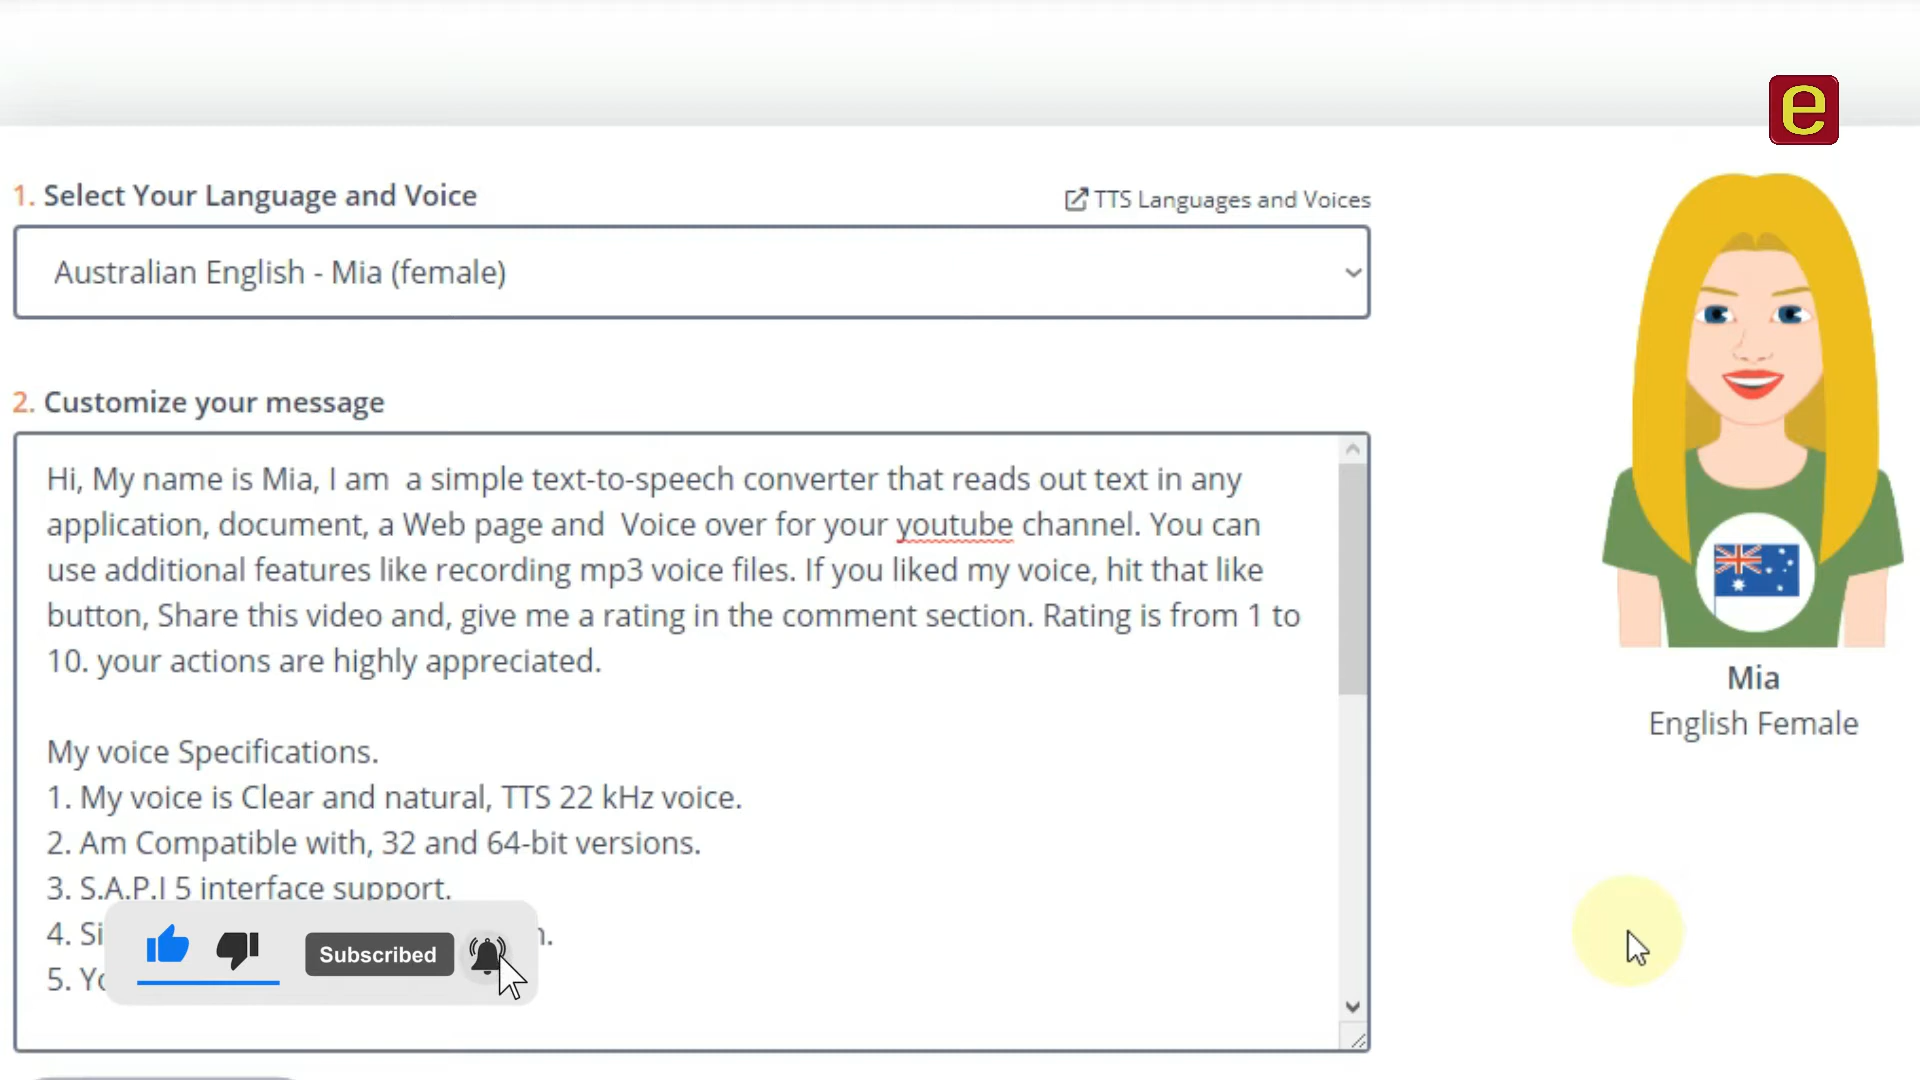 e
1. Select Your Language and Voice
TTS Languages and Voices
Australian English - Mia (female)
2. Customize your message
Hi, My name is Mia, I am  a simple text-to-speech converter that reads out text in any
application, document, a Web page and  Voice over for your youtube channel. You can
use additional features like recording mp3 voice files. If you liked my voice, hit that like
button, Share this video and, give me a rating in the comment section. Rating is from 1 to
10. your actions are highly appreciated.
My voice Specifications.
1. My voice is Clear and natural, TTS 22 kHz voice.
2. Am Compatible with, 32 and 64-bit versions.
3. S.A.P.I 5 interface support.
4.
5.
Subscribed
Mia
English Female